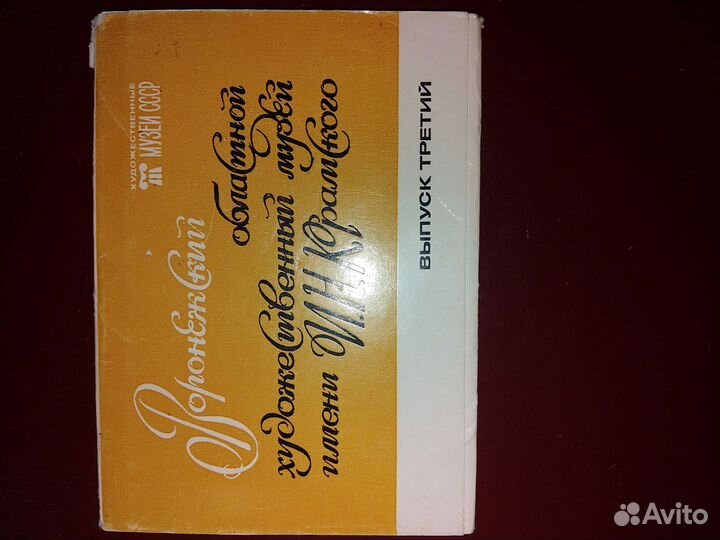 ХУДОЖЕСТВЕННЫЕ
МУЗЕИ СССР
Воронежский
областной
художественный музей
имени И.Н.Крамского
ВЫПУСК ТРЕТИЙ
Avito